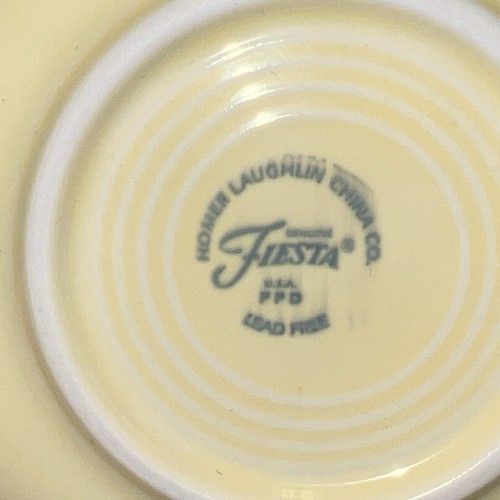 HOMER LAUGHLIN CHINA CO.
GENUINE
FIESTA®
U.S.A.
PPD
LEAD FREE